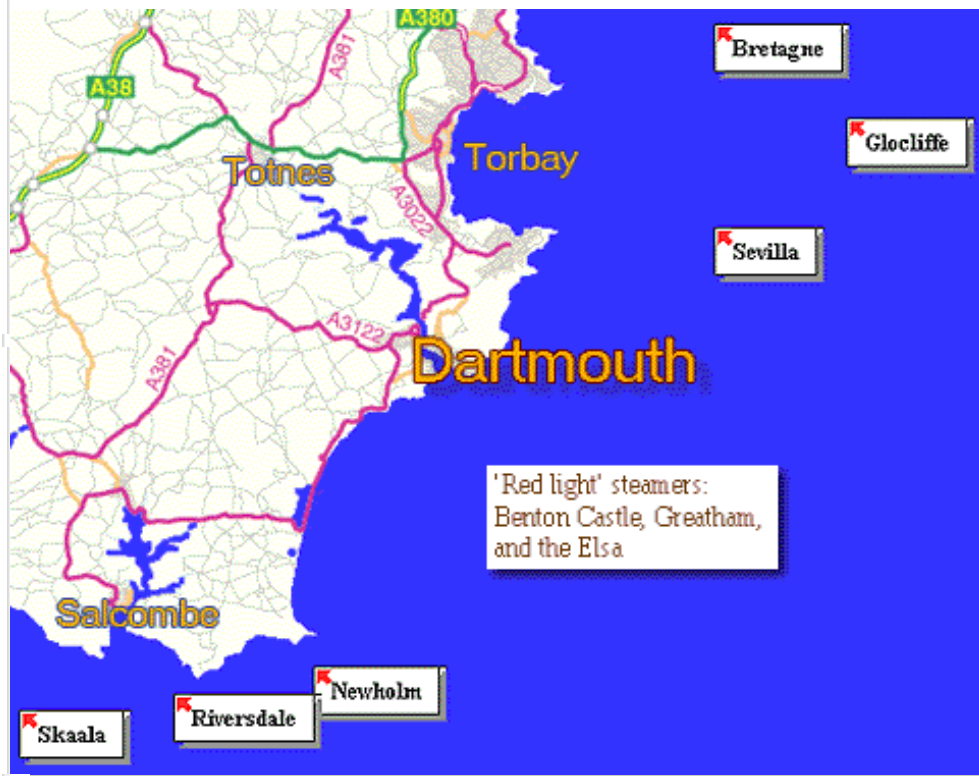 A380
Bretagne
A381
A38
Glocliffe
Torbay
Totnes
A3022
Sevilla
A3122
Dartmouth
A381
'Red light' steamers:
Benton Castle, Greatham,
and the Elsa
Salcombe
Newholm
Riversdale
Skaala